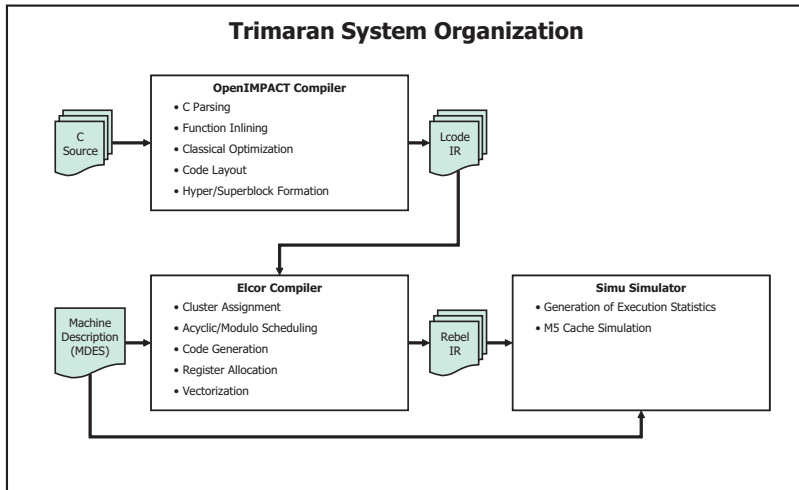 Trimaran System Organization
OpenIMPACT Compiler
• C Parsing
• Function Inlining
• Classical Optimization
• Code Layout
• Hyper/Superblock Formation
C
Source
Lcode
IR
Elcor Compiler
• Cluster Assignment
• Acyclic/Modulo Scheduling
• Code Generation
• Register Allocation
• Vectorization
Machine
Description
(MDES)
Rebel
IR
Simu Simulator
• Generation of Execution Statistics
• M5 Cache Simulation